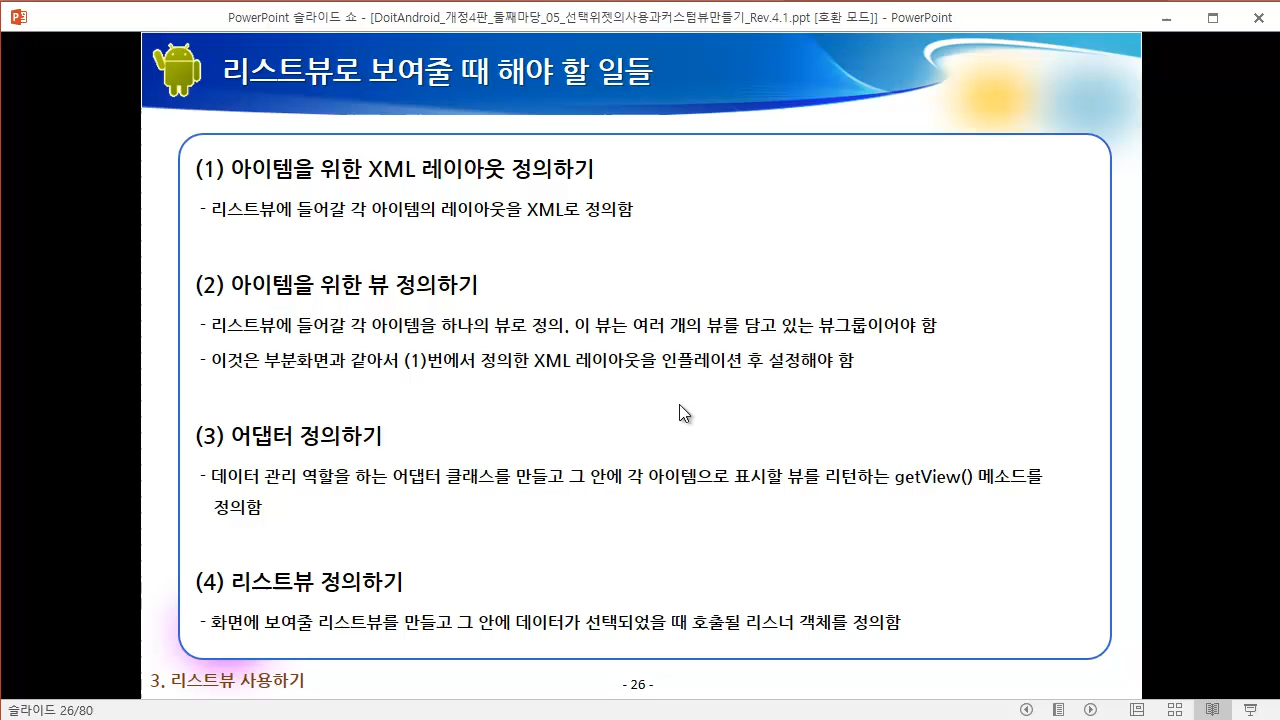 PowerPoint 슬라이드 쇼 - [DoitAndroid_개정4판_둘째마당_05_선택위젯의사용과커스텀뷰만들기_Rev.4.1.ppt [호환 모드]] - PowerPoint
리스트뷰로 보여줄 때 해야 할 일들
(1) 아이템을 위한 XML 레이아웃 정의하기
- 리스트뷰에 들어갈 각 아이템의 레이아웃을 XML로 정의함
(2) 아이템을 위한 뷰 정의하기
- 리스트뷰에 들어갈 각 아이템을 하나의 뷰로 정의. 이 뷰는 여러 개의 뷰를 담고 있는 뷰그룹이어야 함
- 이것은 부분화면과 같아서 (1)번에서 정의한 XML 레이아웃을 인플레이션 후 설정해야 함
(3) 어댑터 정의하기
- 데이터 관리 역할을 하는 어댑터 클래스를 만들고 그 안에 각 아이템으로 표시할 뷰를 리턴하는 getView() 메소드를
정의함
(4) 리스트뷰 정의하기
- 화면에 보여줄 리스트뷰를 만들고 그 안에 데이터가 선택되었을 때 호출될 리스너 객체를 정의함
3. 리스트뷰 사용하기
- 26 -
슬라이드 26/80